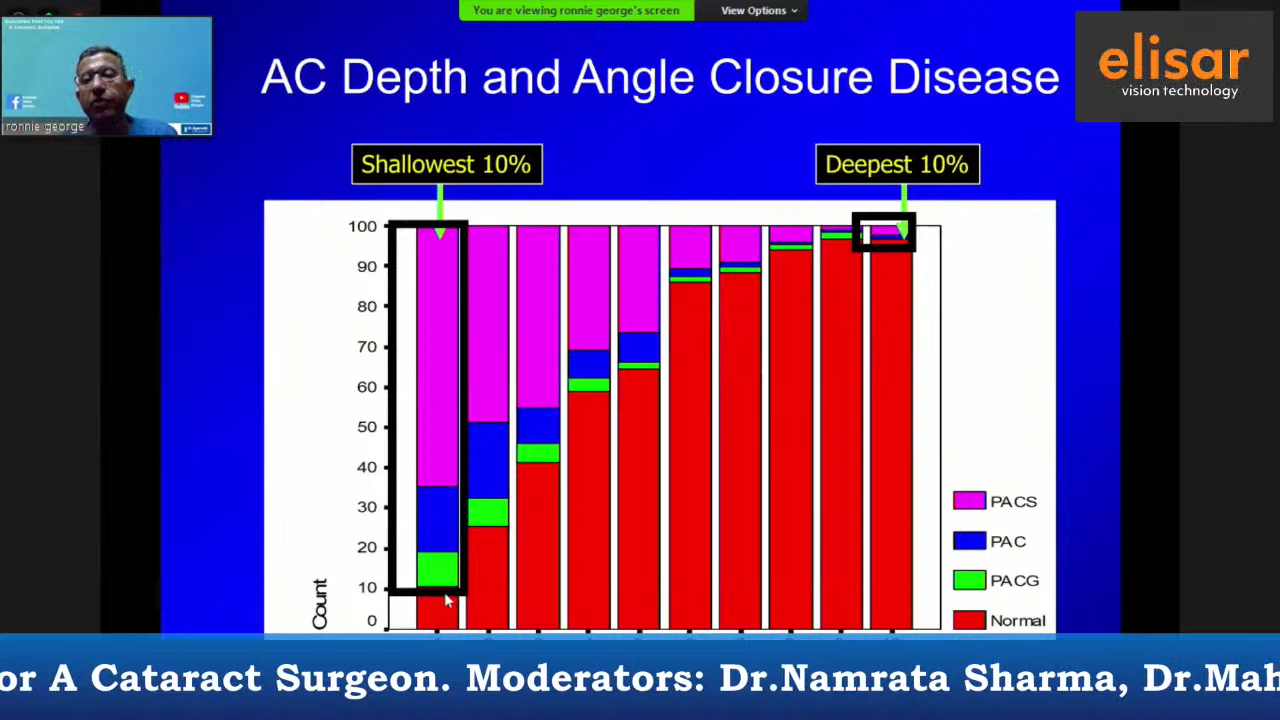 You are viewing ronnie george's screen
View Options
ronnie george
elisar
vision technology
AC Depth and Angle Closure Disease
Shallowest 10%
Deepest 10%
100
90
80
70
60
50
40
30
20
10
0
Count
PACS
PAC
PACG
Normal
or A Cataract Surgeon. Moderators: Dr.Namrata Sharma, Dr.Mah